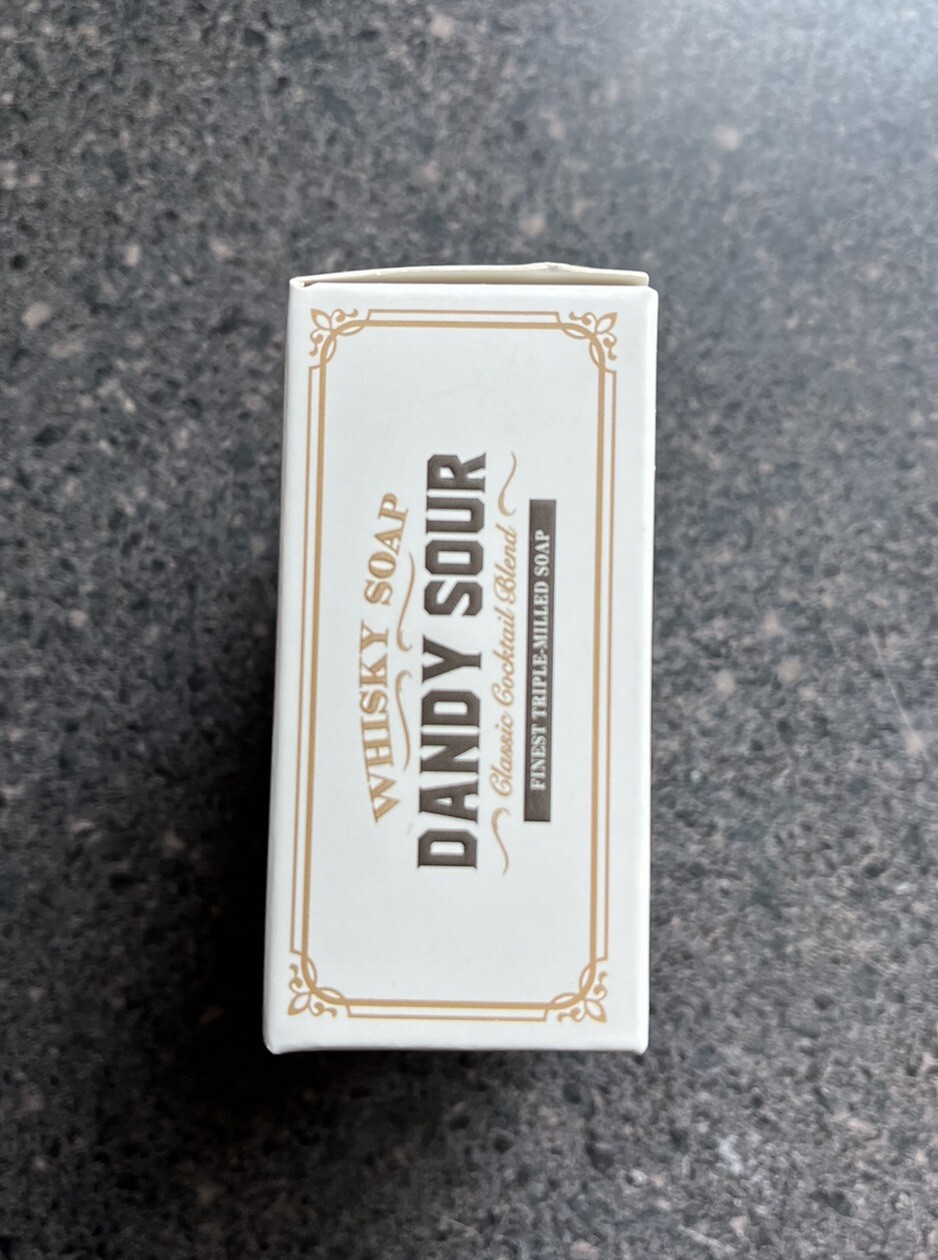 WHISKY SOAP
DANDY SOUR
Classic Cocktail Blend
FINEST TRIPLE-MILLED SOAP